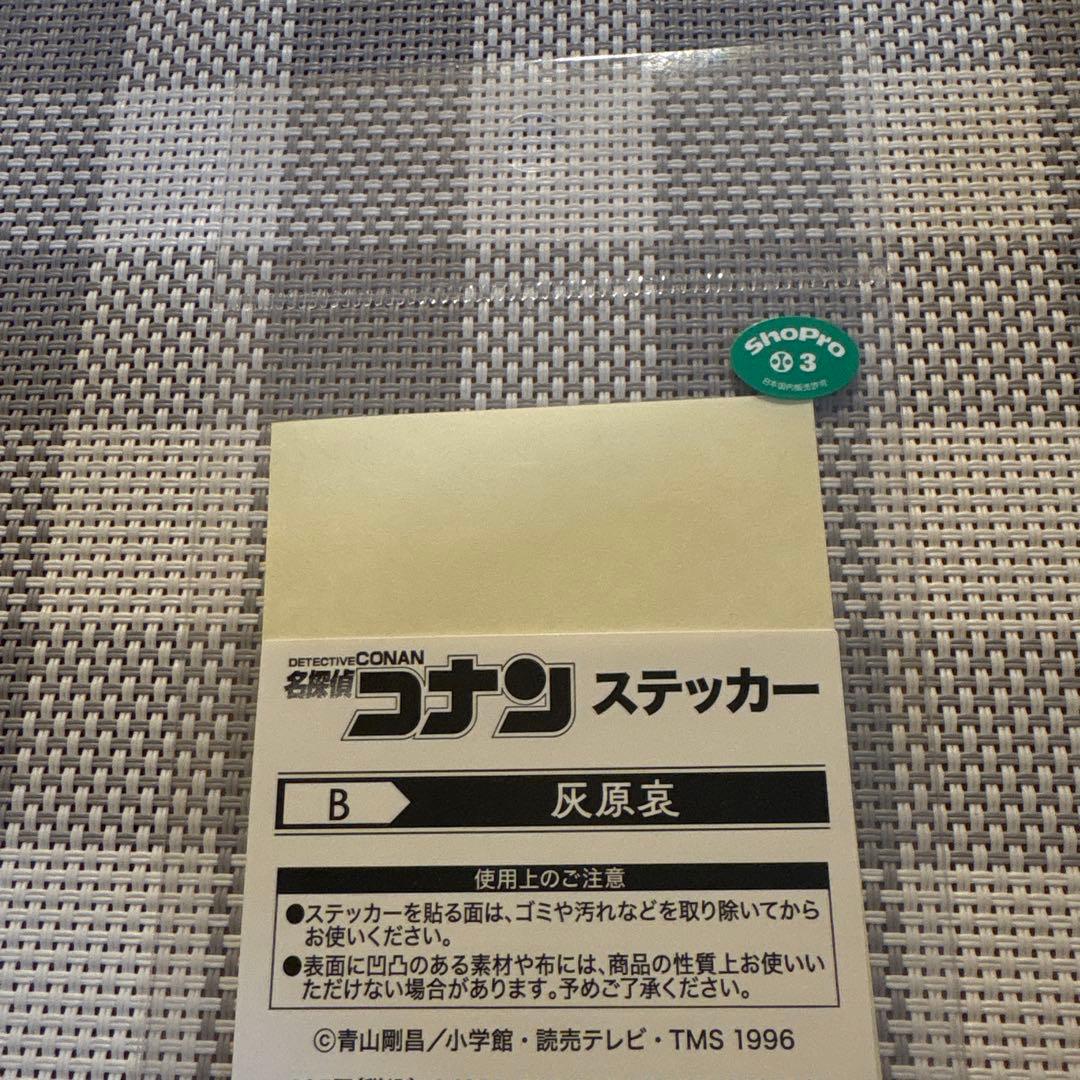 ShoPro
3
日本国内販売許可
DETECTIVE CONAN
名探偵
コナン ステッカー
B 灰原哀
使用上のご注意
●ステッカーを貼る面は、ゴミや汚れなどを取り除いてから
お使いください。
●表面に凹凸のある素材や布には、商品の性質上お使いい
ただけない場合があります。予めご了承ください。
©青山剛昌／小学館・読売テレビ・TMS 1996